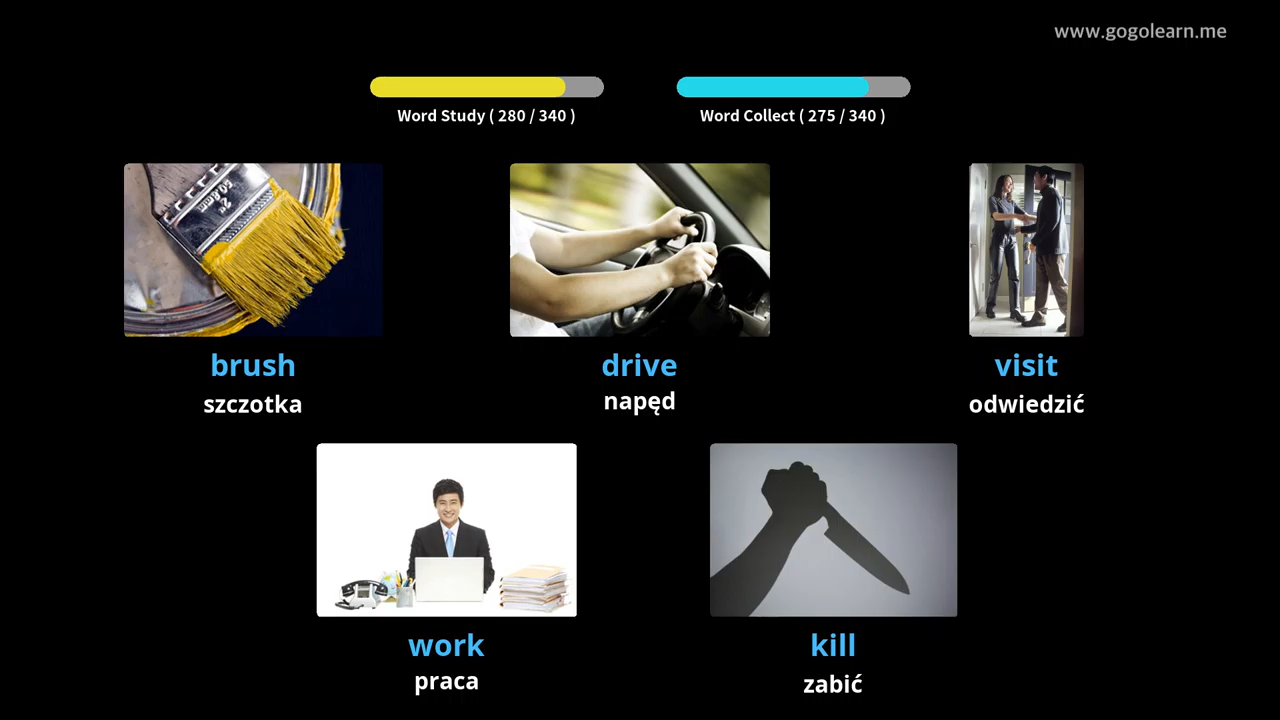 www.gogolearn.me
Word Study ( 280 / 340 )
Word Collect ( 275 / 340 )
brush
drive
visit
szczotka
napęd
odwiedzić
work
kill
praca
zabić